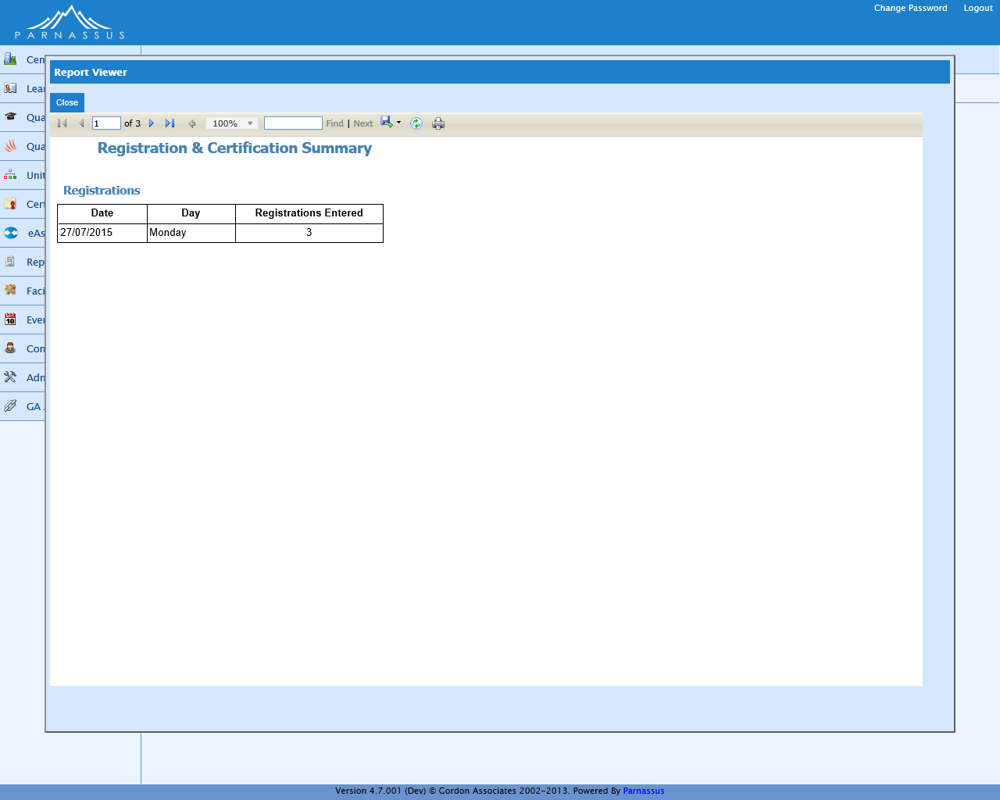 Change Password Logout
PARNASSUS
Cen
Report Viewer
Lear
Close
Qua
1 of 3 100% Find | Next
Registration & Certification Summary
Qua
Unit
Registrations
Cert
Date Day Registrations Entered
eAs
27/07/2015 Monday 3
Rep
Faci
Even
10
Con
Adm
GA
Version 4.7.001 (Dev) © Gordon Associates 2002-2013. Powered By Parnassus